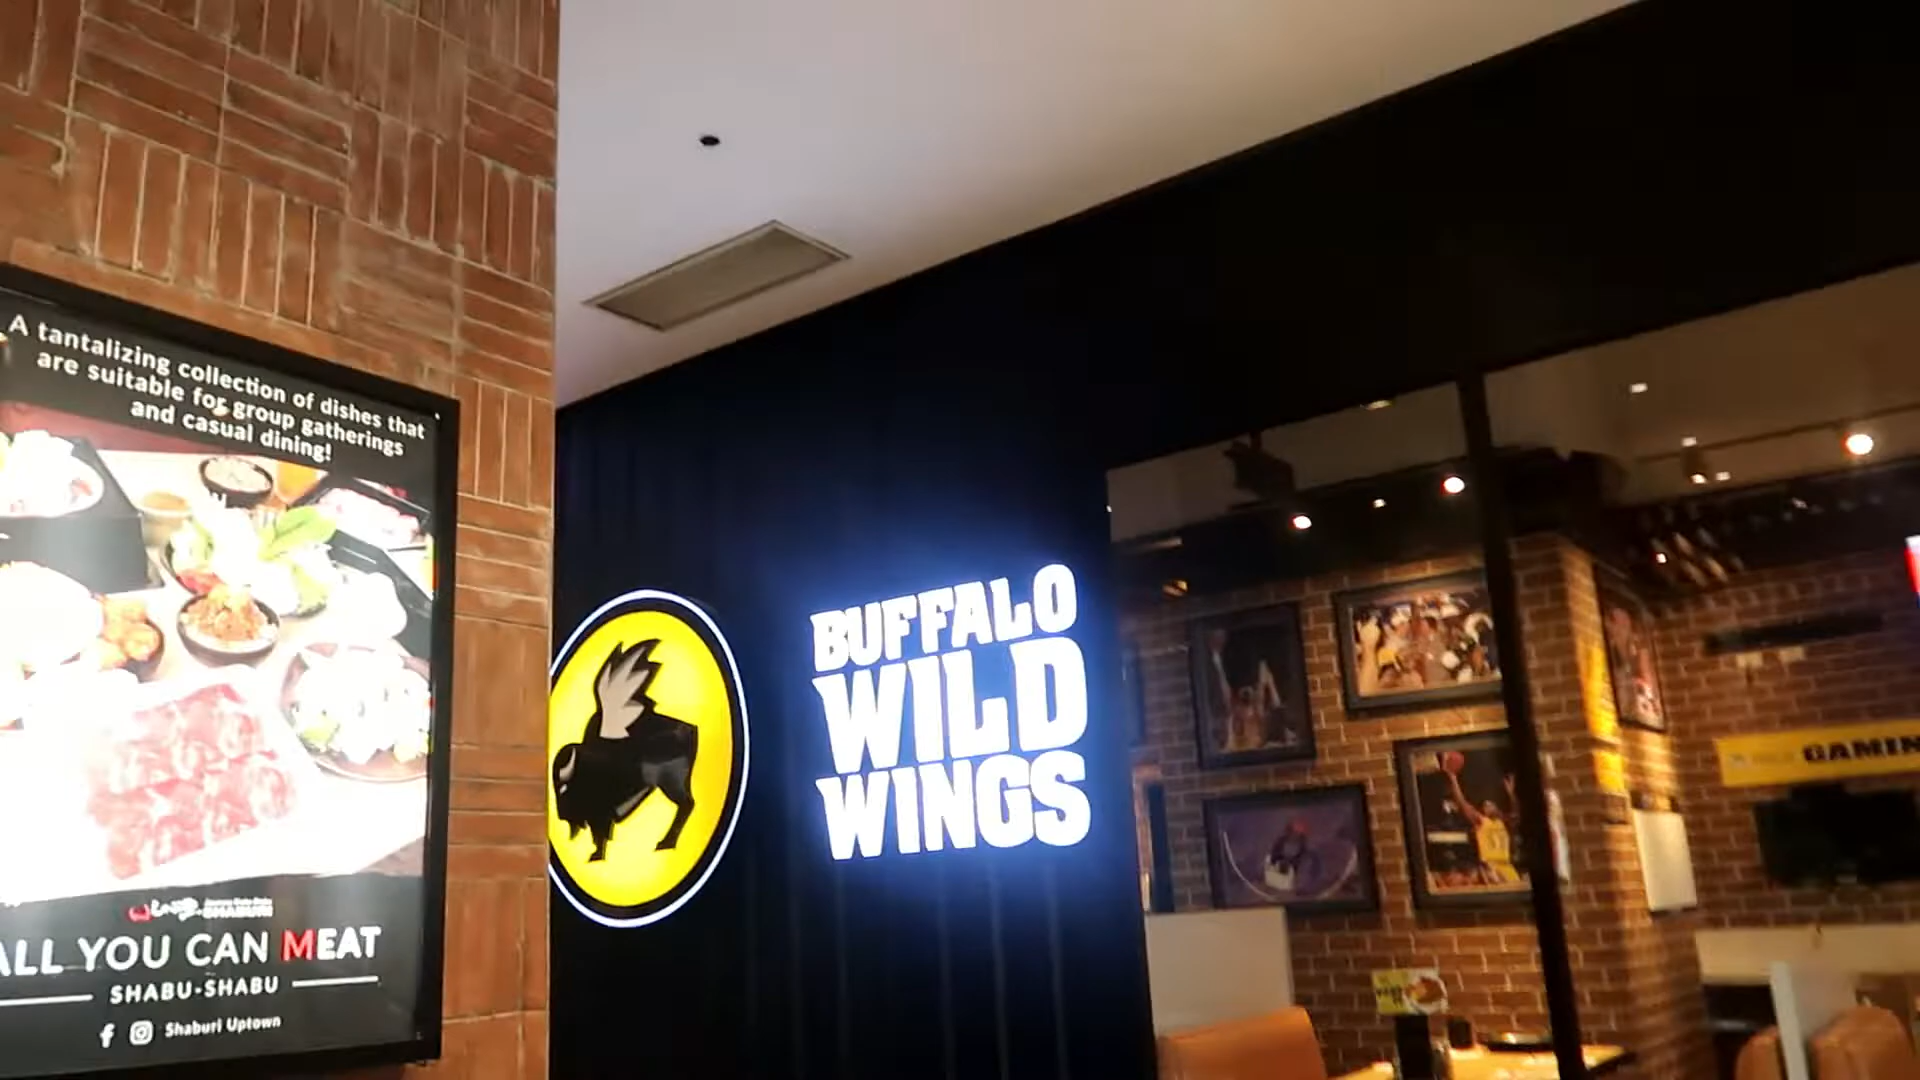 A tantalizing collection of dishes that
are suitable for group gatherings
and casual dining!
ALL YOU CAN MEAT
SHABU-SHABU
Shaburi Uptown
BUFFALO
WILD
WINGS